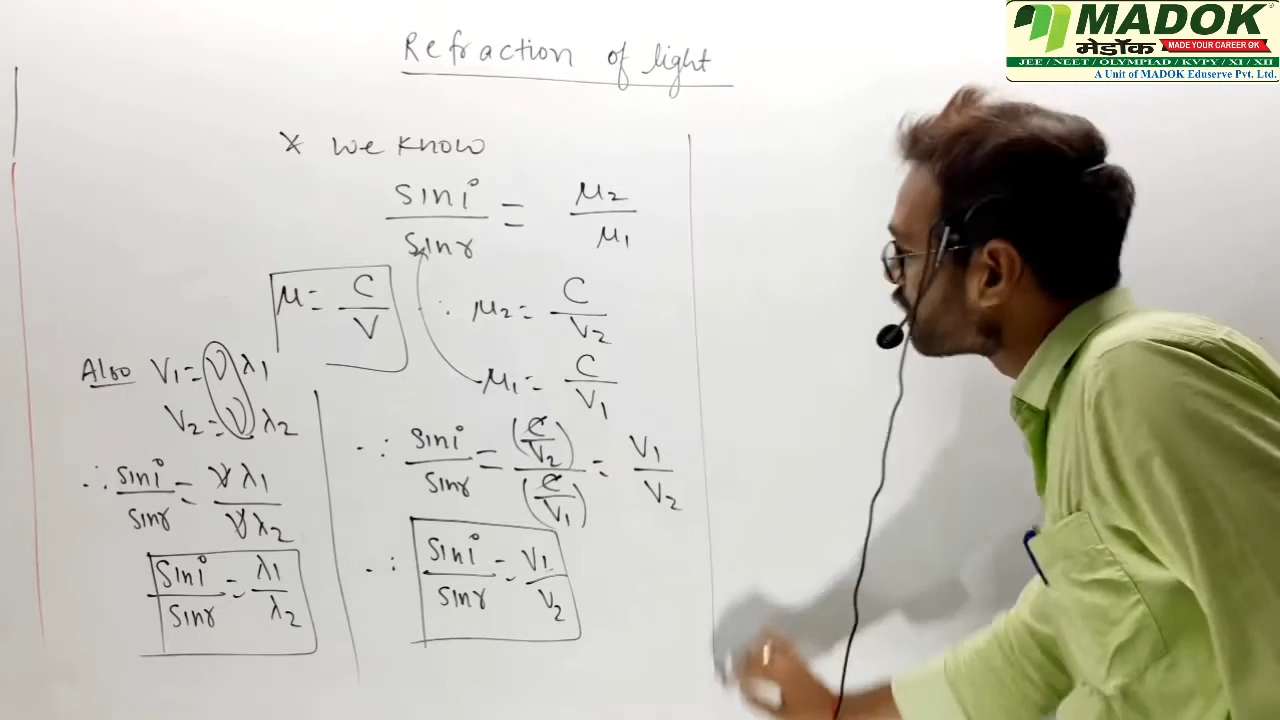 MADOK
मेडॉक
MADE YOUR CAREER OK
JEE / NEET / OLYMPIAD / KVPY / XI / XII
A Unit of MADOK Eduserve Pvt. Ltd.
Refraction of light
* We know
sin i / sin r = μ2 / μ1
μ = C / V
∴ μ2 = C / V2
μ1 = C / V1
Also V1 = ν λ1
V2 = ν λ2
∴ sin i / sin r = ν λ1 / ν λ2
sin i / sin r = λ1 / λ2
∴ sin i / sin r = (C / V2) / (C / V1) = V1 / V2
∴ sin i / sin r = V1 / V2